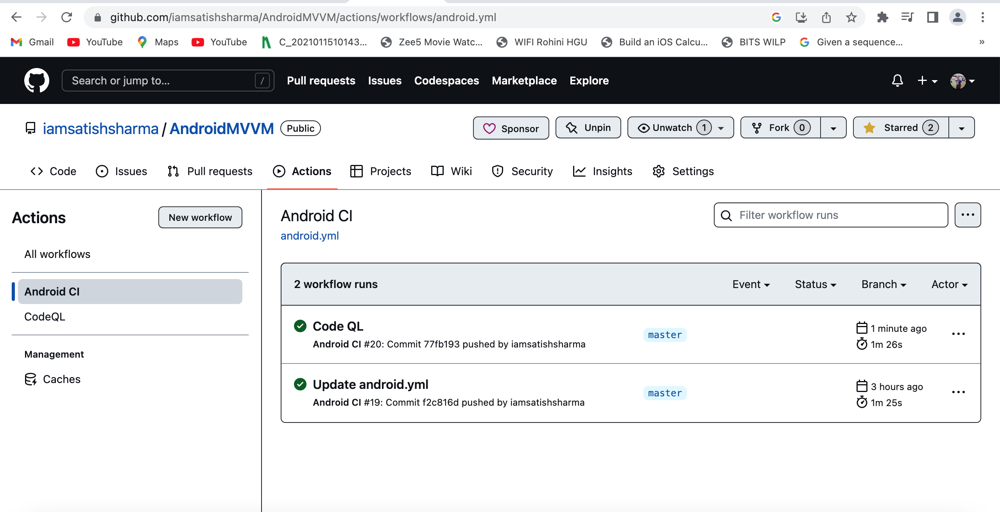 github.com/iamsatishsharma/AndroidMVVM/actions/workflows/android.yml
Gmail YouTube Maps YouTube C_2021011510143... Zee5 Movie Watc... WIFI Rohini HGU Build an iOS Calcu... BITS WILP Given a sequence... »
Search or jump to... / Pull requests Issues Codespaces Marketplace Explore
iamsatishsharma / AndroidMVVM Public Sponsor Unpin Unwatch 1 Fork 0 Starred 2
Code Issues Pull requests Actions Projects Wiki Security Insights Settings
Actions New workflow
All workflows
Android CI
CodeQL
Management
Caches
Android CI
android.yml
Filter workflow runs
2 workflow runs Event Status Branch Actor
Code QL
Android CI #20: Commit 77fb193 pushed by iamsatishsharma
master
1 minute ago
1m 26s
Update android.yml
Android CI #19: Commit f2c816d pushed by iamsatishsharma
master
3 hours ago
1m 25s